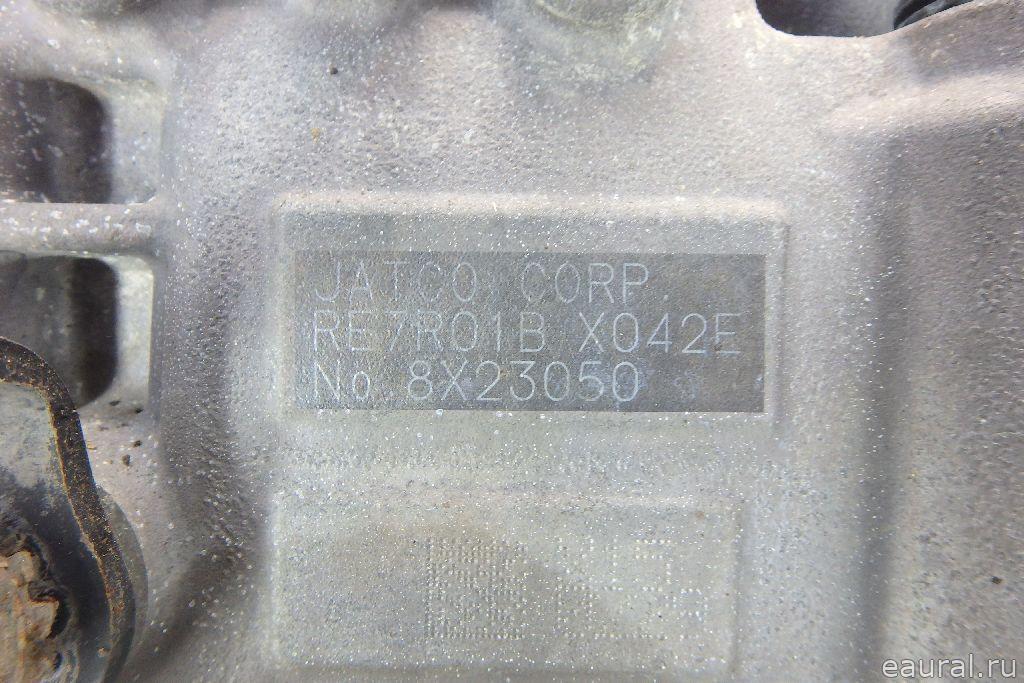 JATCO CORP.
RE7R01B X042E
No. 8X23050
eaural.ru